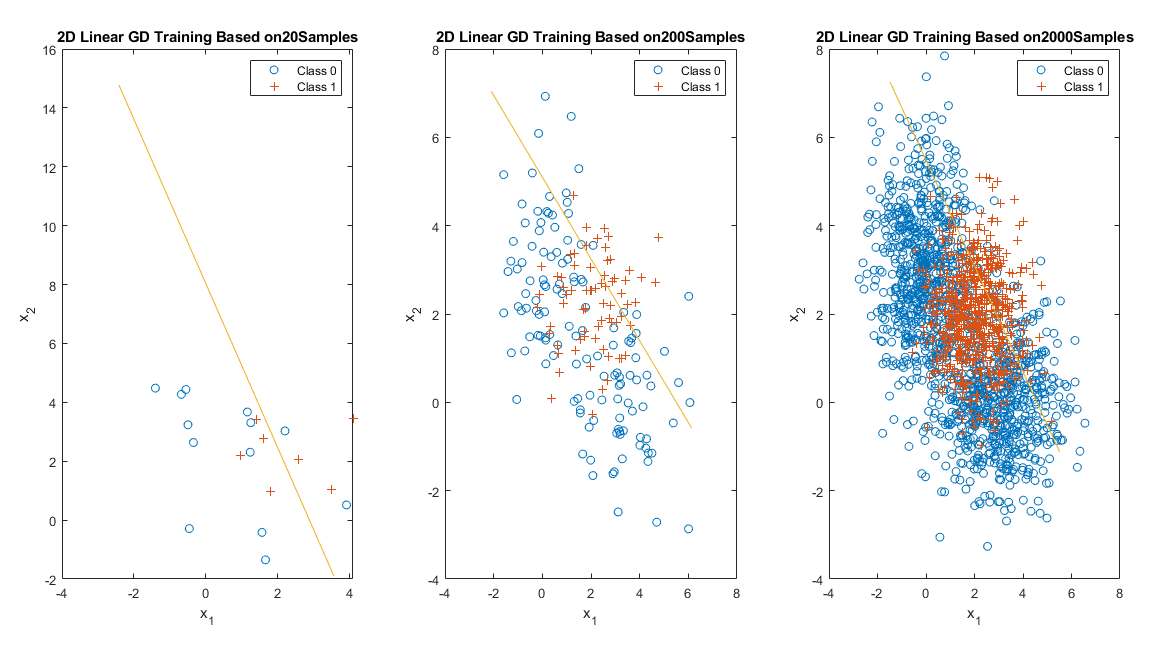 2D Linear GD Training Based on20Samples
16
14
12
10
8
6
4
2
0
-2
-4
-2
0
2
4
x1
x2
Class 0
Class 1
2D Linear GD Training Based on200Samples
8
6
4
2
0
-2
-4
-4
-2
0
2
4
6
8
x1
x2
Class 0
Class 1
2D Linear GD Training Based on2000Samples
8
6
4
2
0
-2
-4
-4
-2
0
2
4
6
8
x1
x2
Class 0
Class 1